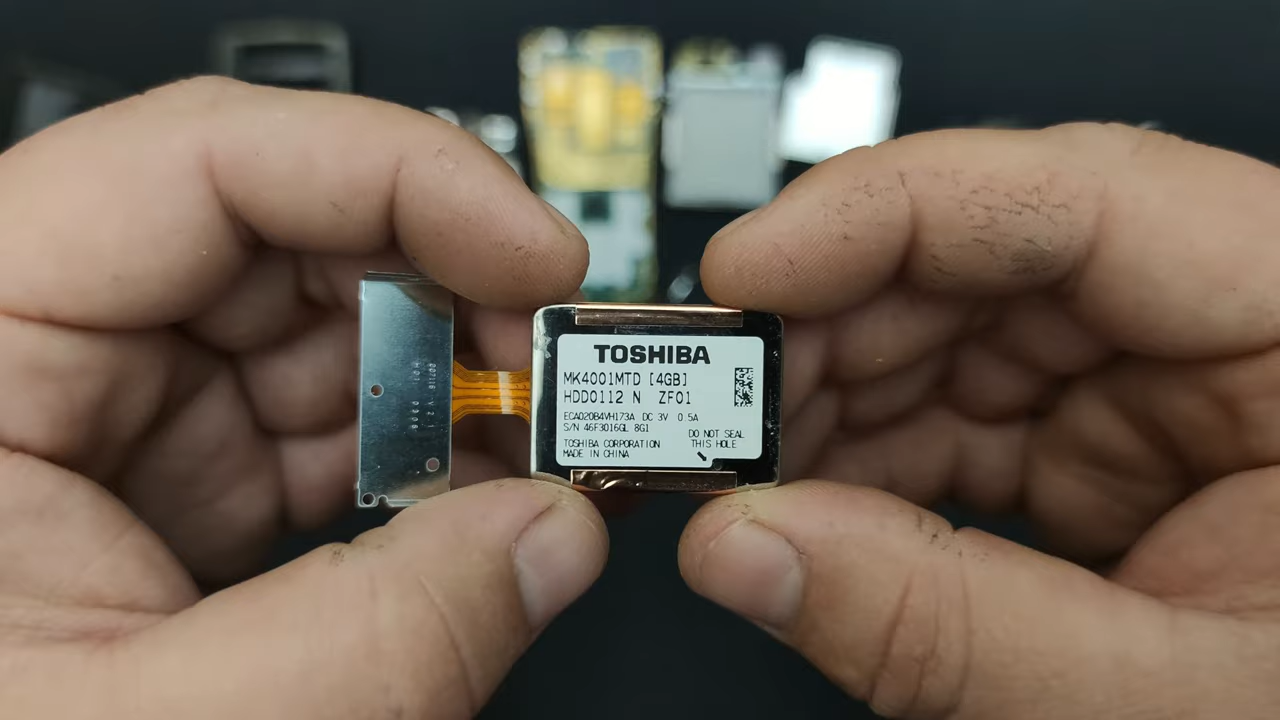 TOSHIBA
MK4001MTD [4GB]
HDD0112 N ZF01
ECA020B4VH173A DC 3V 0.5A
S/N 46F3016GL 8G1
DO NOT SEAL
THIS HOLE
TOSHIBA CORPORATION
MADE IN CHINA